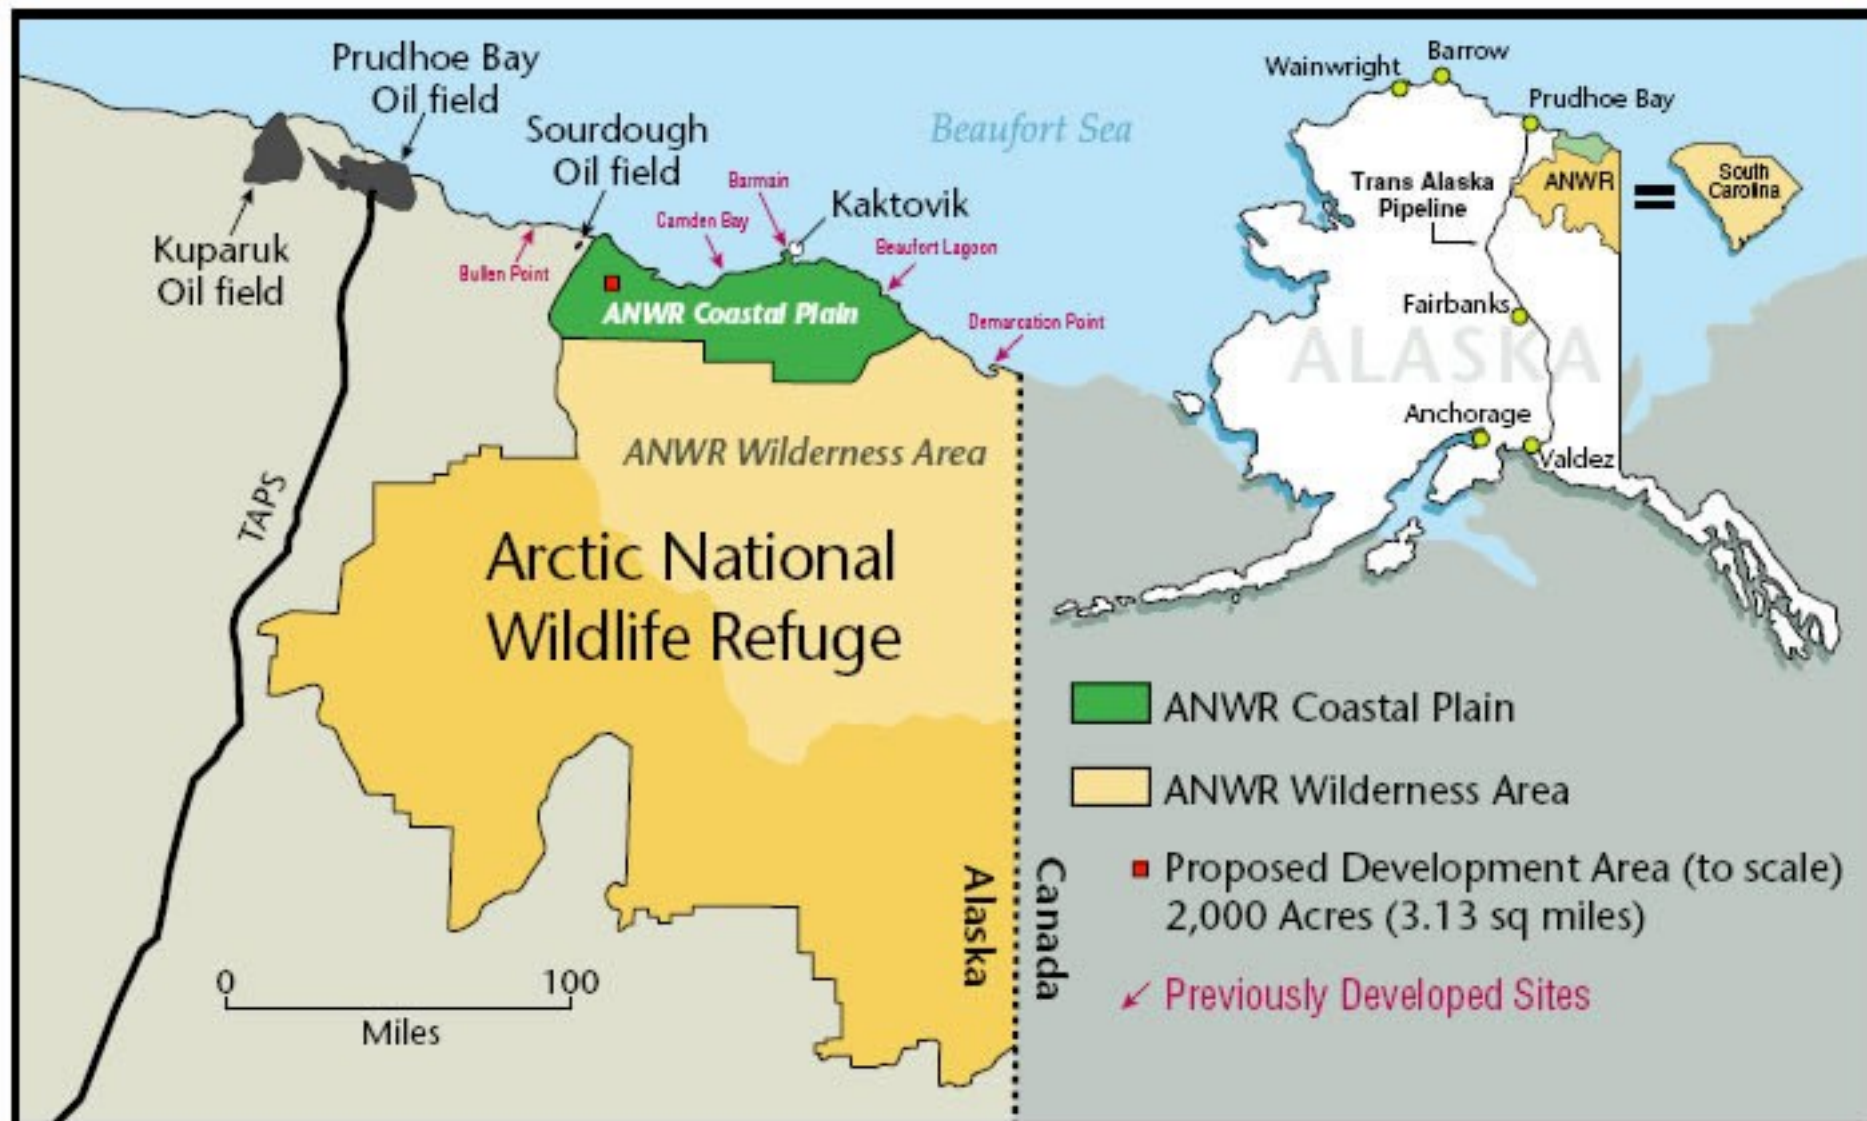 Prudhoe Bay
Oil field
Sourdough
Oil field
Kuparuk
Oil field
Bullen Point
Camden Bay
Barmain
Kaktovik
Beaufort Lagoon
Demarcation Point
Beaufort Sea
ANWR Coastal Plain
ANWR Wilderness Area
Arctic National
Wildlife Refuge
TAPS
0 100
Miles
Alaska
Canada
Wainwright
Barrow
Prudhoe Bay
Trans Alaska
Pipeline
ANWR
=
South
Carolina
Fairbanks
ALASKA
Anchorage
Valdez
ANWR Coastal Plain
ANWR Wilderness Area
Proposed Development Area (to scale)
2,000 Acres (3.13 sq miles)
Previously Developed Sites